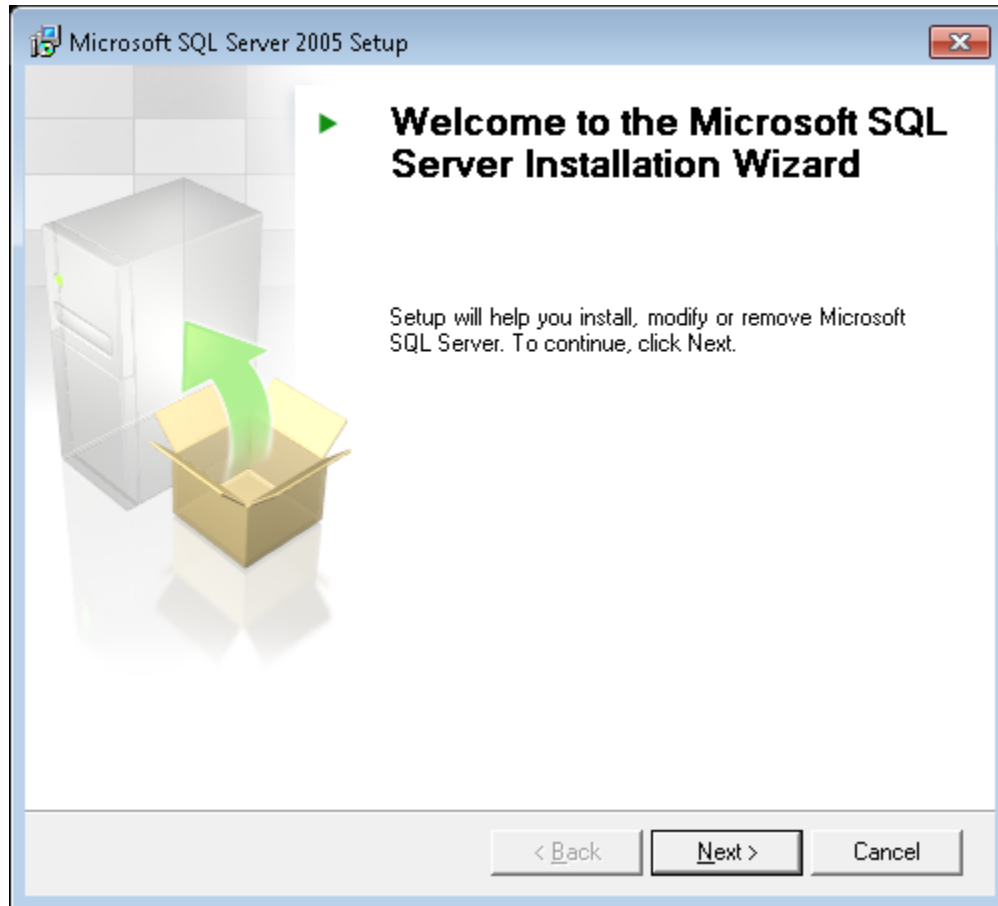 Microsoft SQL Server 2005 Setup
Welcome to the Microsoft SQL
Server Installation Wizard
Setup will help you install, modify or remove Microsoft
SQL Server. To continue, click Next.
< Back
Next >
Cancel